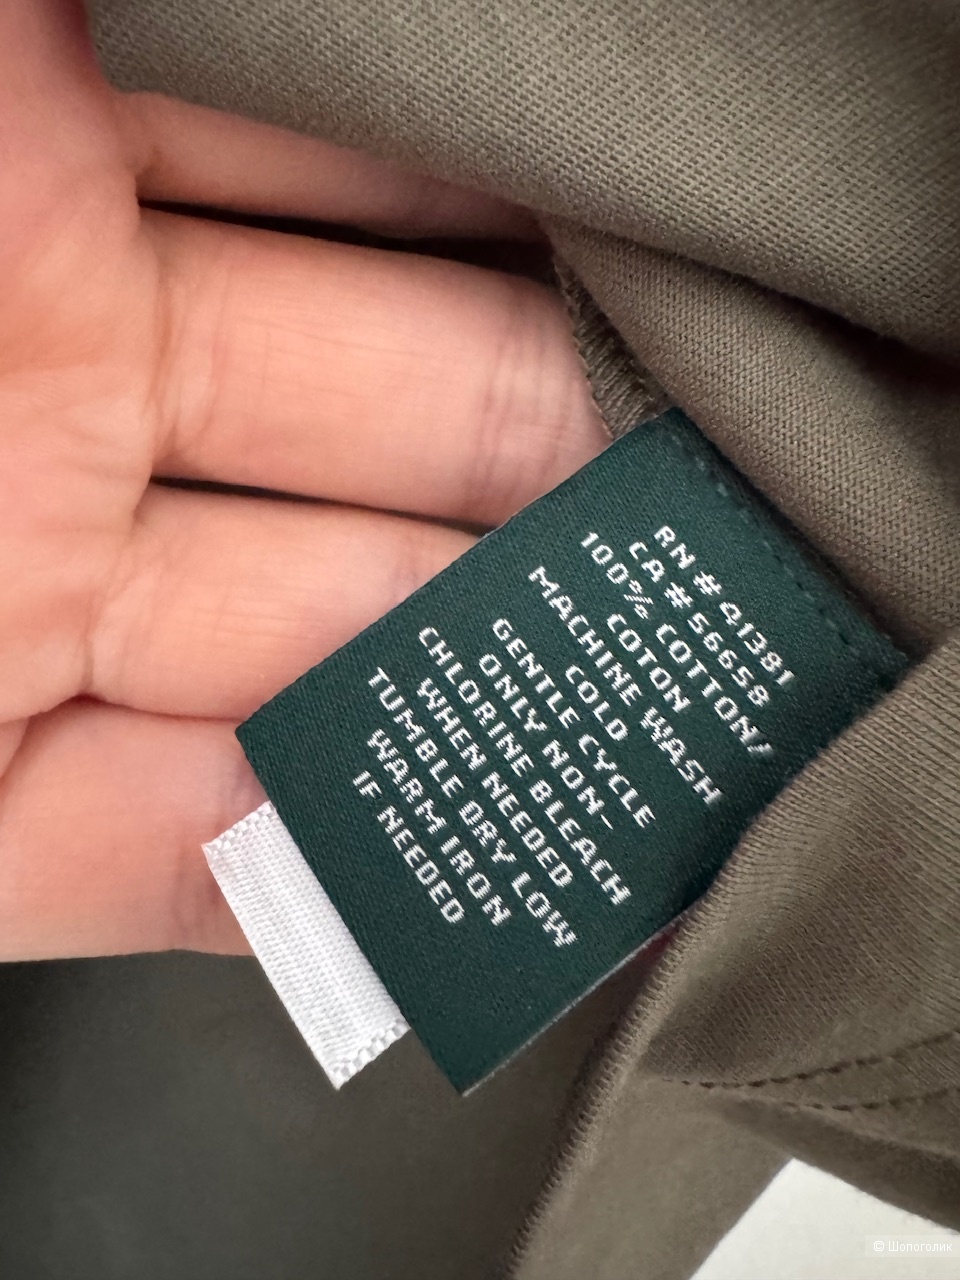 RN # 41381
CA # 56658
100% COTTON/
COTON
MACHINE WASH
COLD
GENTLE CYCLE
ONLY NON-
CHLORINE BLEACH
WHEN NEEDED
TUMBLE DRY LOW
WARM IRON
IF NEEDED
© Шопоголик